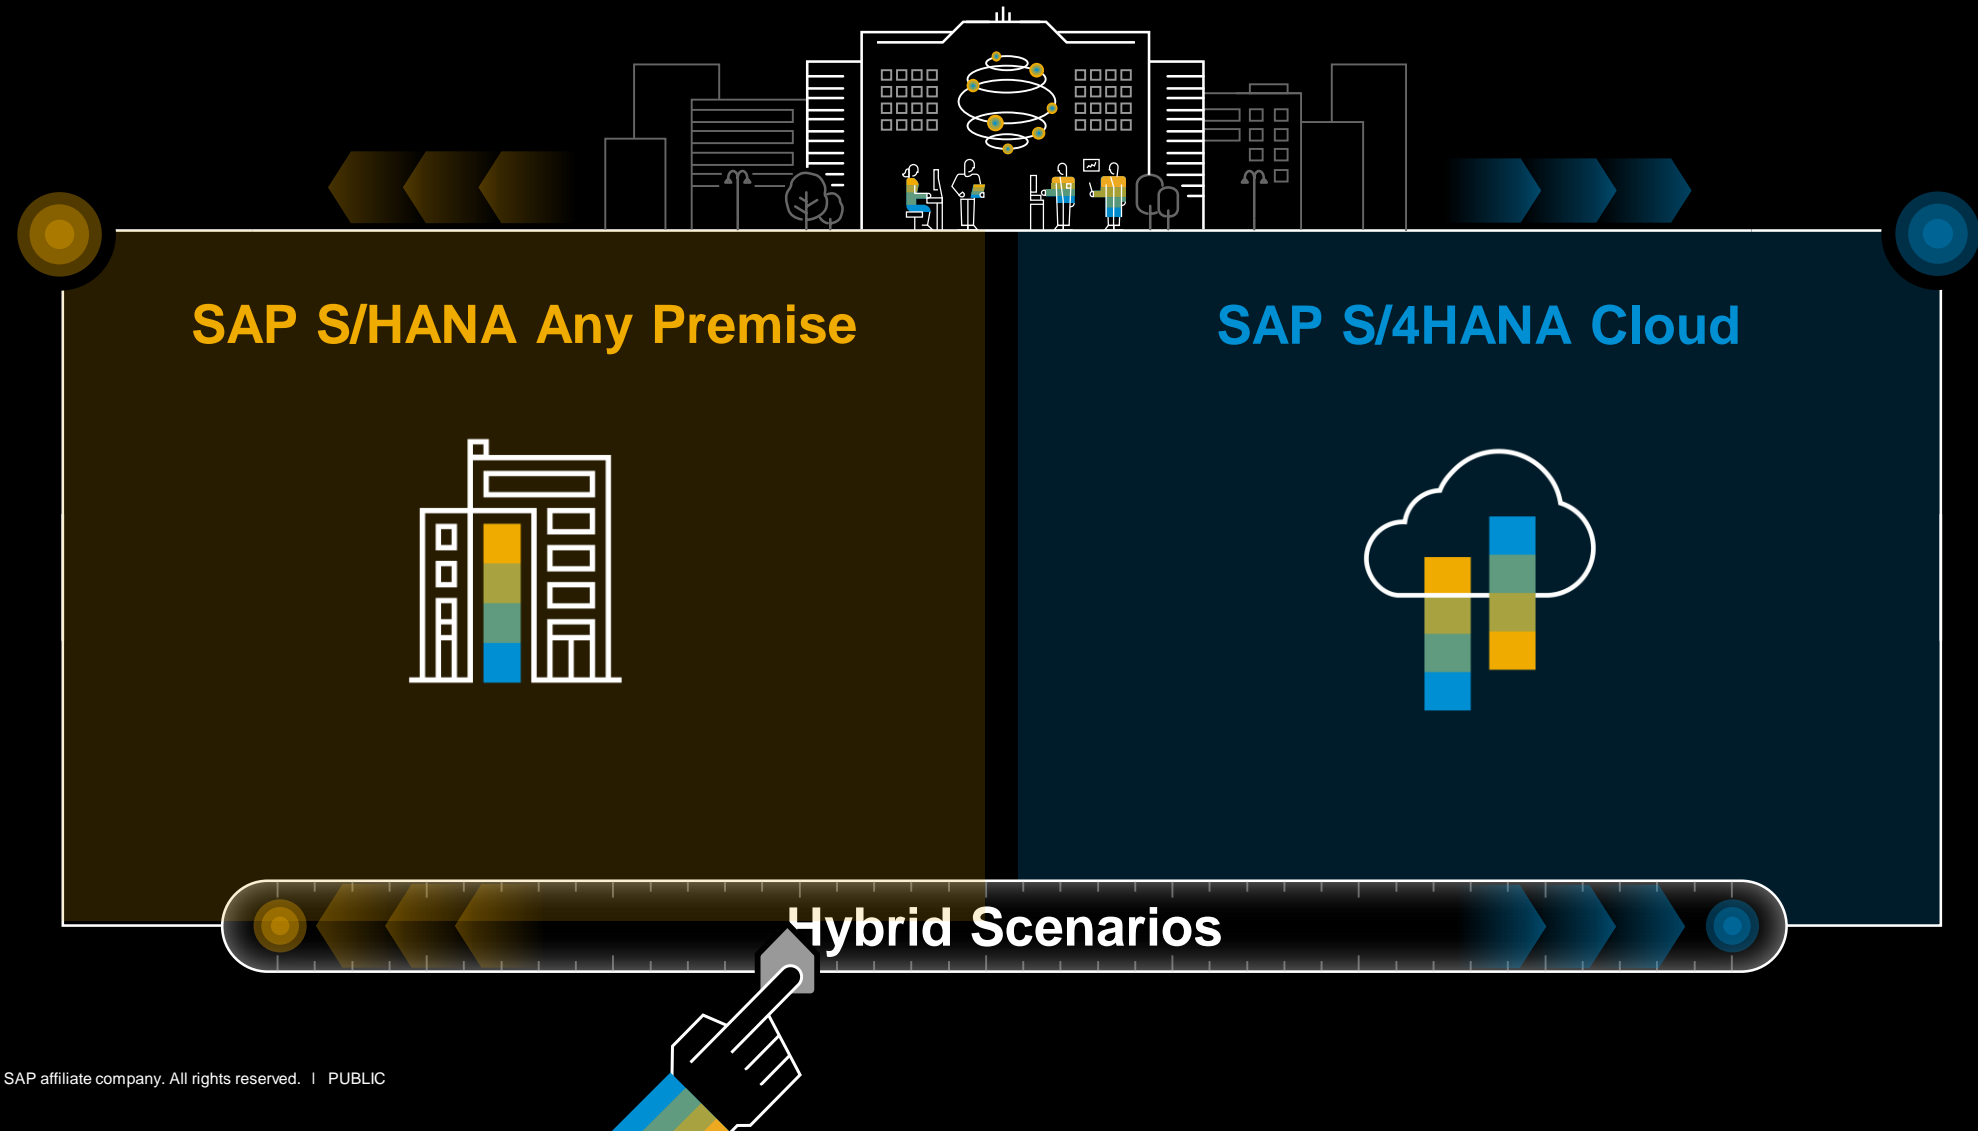 SAP S/HANA Any Premise
SAP S/4HANA Cloud
Hybrid Scenarios
SAP affiliate company. All rights reserved. ǀ PUBLIC